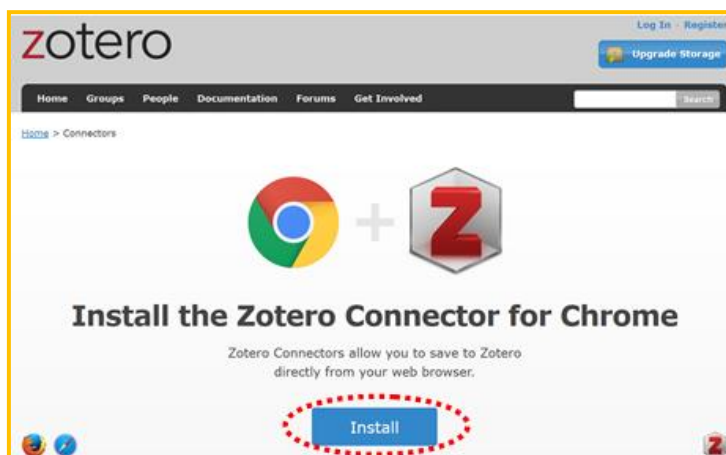 zotero
Log In · Register
Upgrade Storage
Home Groups People Documentation Forums Get Involved
Search
Home > Connectors
Z
Install the Zotero Connector for Chrome
Zotero Connectors allow you to save to Zotero
directly from your web browser.
Install
Z